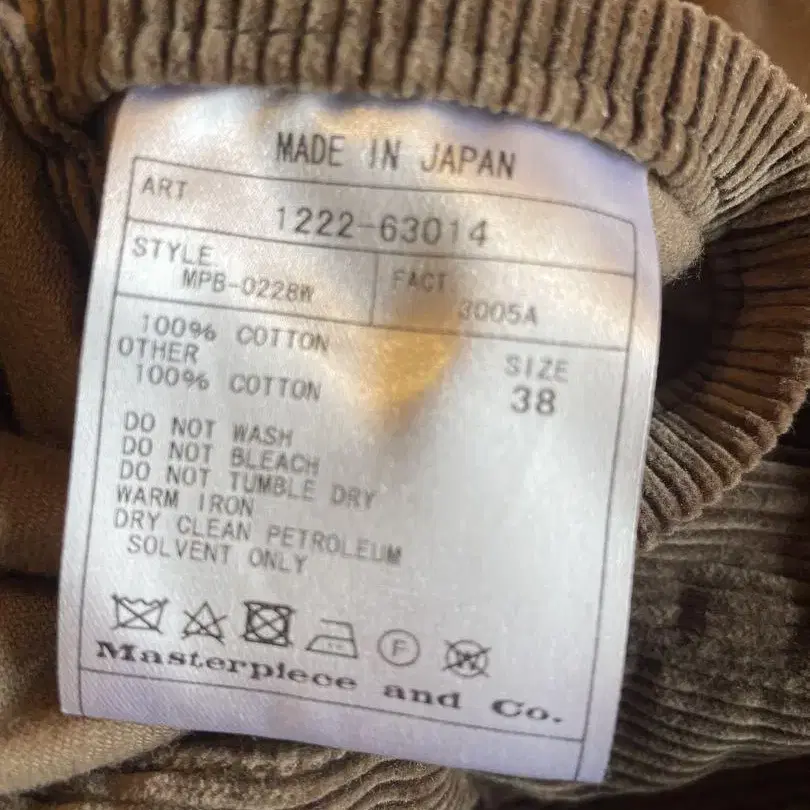 MADE IN JAPAN
ART
1222-63014
STYLE FACT
MPB-0228W 3005A
100% COTTON
OTHER
100% COTTON
SIZE
38
DO NOT WASH
DO NOT BLEACH
DO NOT TUMBLE DRY
WARM IRON
DRY CLEAN PETROLEUM
SOLVENT ONLY
F W
Masterpiece and Co.